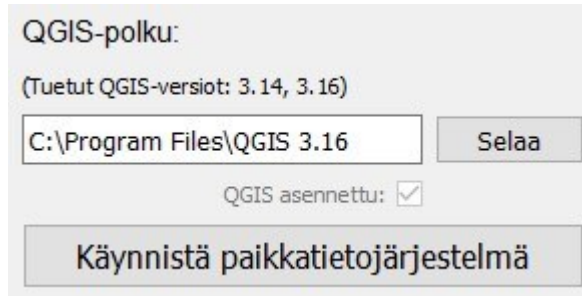 QGIS-polku:
(Tuetut QGIS-versiot: 3.14, 3.16)
C:\Program Files\QGIS 3.16 Selaa
QGIS asennettu:
Käynnistä paikkatietojärjestelmä